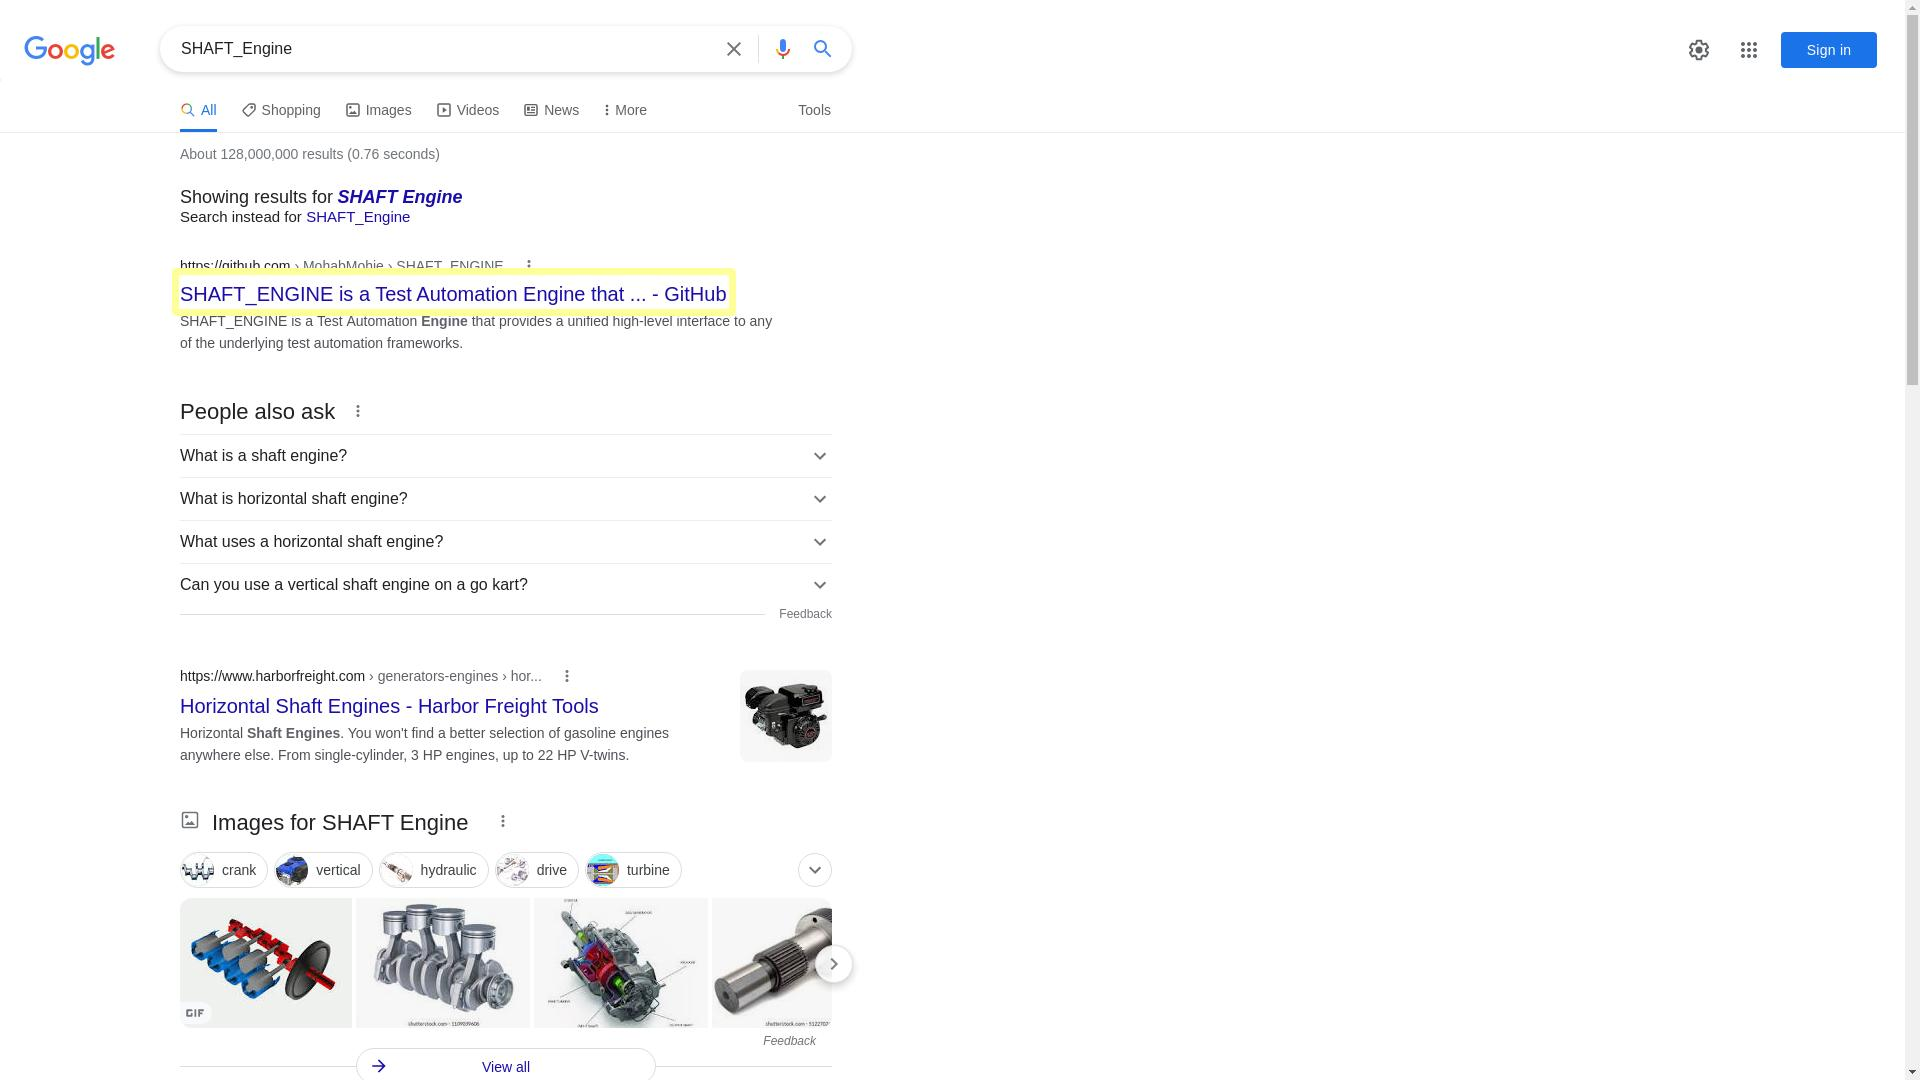 Google
SHAFT_Engine
Sign in
All
Shopping
Images
Videos
News
More
Tools
About 128,000,000 results (0.76 seconds)
Showing results for SHAFT Engine
Search instead for SHAFT_Engine
https://github.com › MohabMohie › SHAFT_ENGINE
SHAFT_ENGINE is a Test Automation Engine that ... - GitHub
SHAFT_ENGINE is a Test Automation Engine that provides a unified high-level interface to any
of the underlying test automation frameworks.
People also ask
What is a shaft engine?
What is horizontal shaft engine?
What uses a horizontal shaft engine?
Can you use a vertical shaft engine on a go kart?
Feedback
https://www.harborfreight.com › generators-engines › hor...
Horizontal Shaft Engines - Harbor Freight Tools
Horizontal Shaft Engines. You won't find a better selection of gasoline engines
anywhere else. From single-cylinder, 3 HP engines, up to 22 HP V-twins.
Images for SHAFT Engine
crank
vertical
hydraulic
drive
turbine
GIF
shutterstock.com • 1109039606
Feedback
View all